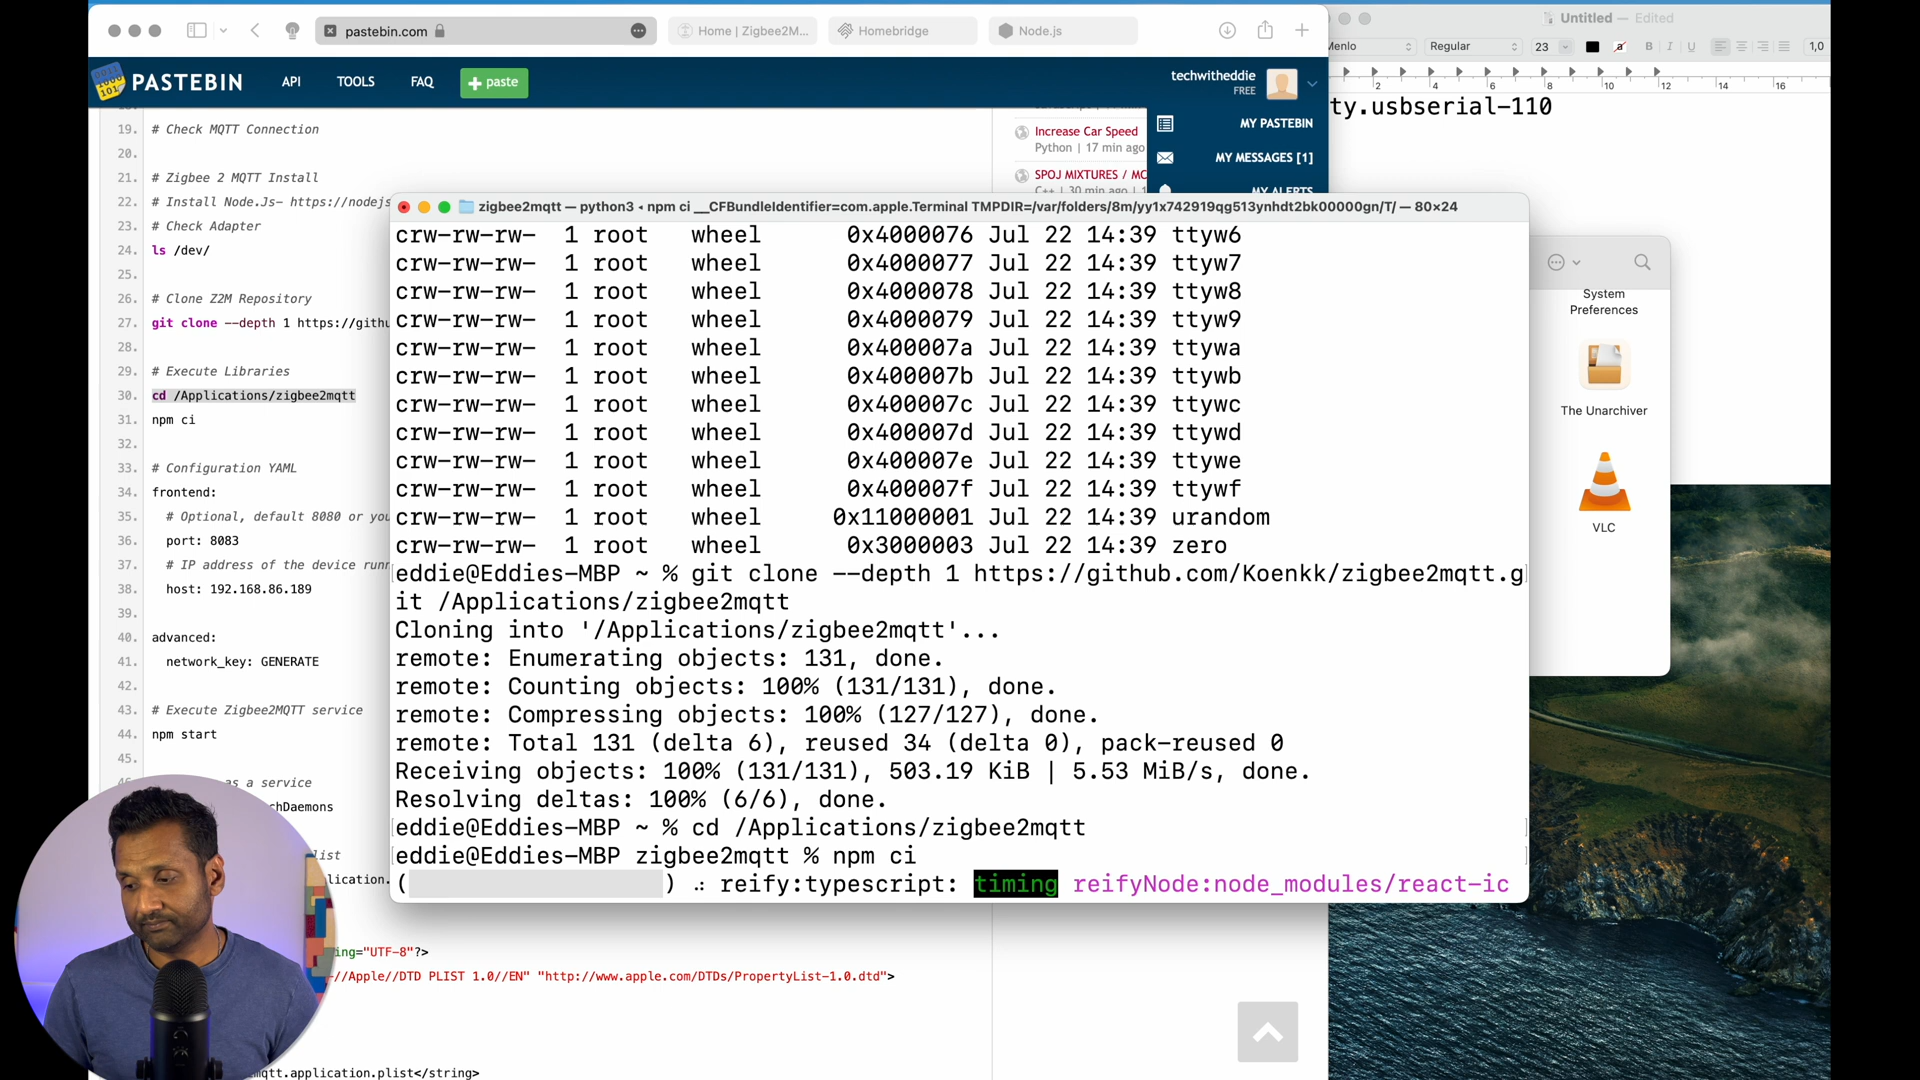 pastebin.com
Home | Zigbee2M...
Homebridge
Node.js
Untitled — Edited
Menlo
Regular
23
B I U
1,0
PASTEBIN
API
TOOLS
FAQ
paste
techwitheddie
FREE
2 4 6 8 10 12 14 16
ty.usbserial-110
MY PASTEBIN
MY MESSAGES [1]
MY ALERTS
Increase Car Speed
Python | 17 min ago
SPOJ MIXTURES / MC
C++ | 30 min ago | 1
19. # Check MQTT Connection
20.
21. # Zigbee 2 MQTT Install
22. # Install Node.Js- https://nodejs
23. # Check Adapter
24. ls /dev/
25.
26. # Clone Z2M Repository
27. git clone --depth 1 https://githu
28.
29. # Execute Libraries
30. cd /Applications/zigbee2mqtt
31. npm ci
32.
33. # Configuration YAML
34. frontend:
35. # Optional, default 8080 or you
36. port: 8083
37. # IP address of the device runn
38. host: 192.168.86.189
39.
40. advanced:
41. network_key: GENERATE
42.
43. # Execute Zigbee2MQTT service
44. npm start
45.
as a service
chDaemons
list
plication.
ing="UTF-8"?>
//Apple//DTD PLIST 1.0//EN" "http://www.apple.com/DTDs/PropertyList-1.0.dtd">
mqtt.application.plist</string>
zigbee2mqtt — python3 ◂ npm ci __CFBundleIdentifier=com.apple.Terminal TMPDIR=/var/folders/8m/yy1x742919qg513ynhdt2bk00000gn/T/ — 80×24
crw-rw-rw- 1 root wheel 0x4000076 Jul 22 14:39 ttyw6
crw-rw-rw- 1 root wheel 0x4000077 Jul 22 14:39 ttyw7
crw-rw-rw- 1 root wheel 0x4000078 Jul 22 14:39 ttyw8
crw-rw-rw- 1 root wheel 0x4000079 Jul 22 14:39 ttyw9
crw-rw-rw- 1 root wheel 0x400007a Jul 22 14:39 ttywa
crw-rw-rw- 1 root wheel 0x400007b Jul 22 14:39 ttywb
crw-rw-rw- 1 root wheel 0x400007c Jul 22 14:39 ttywc
crw-rw-rw- 1 root wheel 0x400007d Jul 22 14:39 ttywd
crw-rw-rw- 1 root wheel 0x400007e Jul 22 14:39 ttywe
crw-rw-rw- 1 root wheel 0x400007f Jul 22 14:39 ttywf
crw-rw-rw- 1 root wheel 0x11000001 Jul 22 14:39 urandom
crw-rw-rw- 1 root wheel 0x3000003 Jul 22 14:39 zero
eddie@Eddies-MBP ~ % git clone --depth 1 https://github.com/Koenkk/zigbee2mqtt.g
it /Applications/zigbee2mqtt
Cloning into '/Applications/zigbee2mqtt'...
remote: Enumerating objects: 131, done.
remote: Counting objects: 100% (131/131), done.
remote: Compressing objects: 100% (127/127), done.
remote: Total 131 (delta 6), reused 34 (delta 0), pack-reused 0
Receiving objects: 100% (131/131), 503.19 KiB | 5.53 MiB/s, done.
Resolving deltas: 100% (6/6), done.
eddie@Eddies-MBP ~ % cd /Applications/zigbee2mqtt
eddie@Eddies-MBP zigbee2mqtt % npm ci
( ) ⠴ reify:typescript: timing reifyNode:node_modules/react-ic
System
Preferences
The Unarchiver
VLC